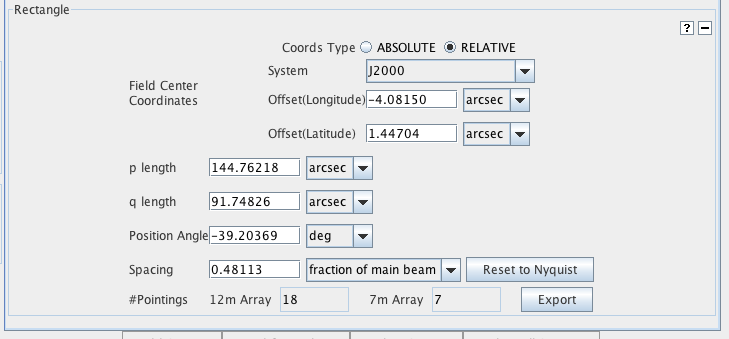 Rectangle
? −
Coords Type ABSOLUTE RELATIVE
Field Center Coordinates
System J2000
Offset(Longitude) -4.08150 arcsec
Offset(Latitude) 1.44704 arcsec
p length 144.76218 arcsec
q length 91.74826 arcsec
Position Angle -39.20369 deg
Spacing 0.48113 fraction of main beam Reset to Nyquist
#Pointings 12m Array 18 7m Array 7 Export